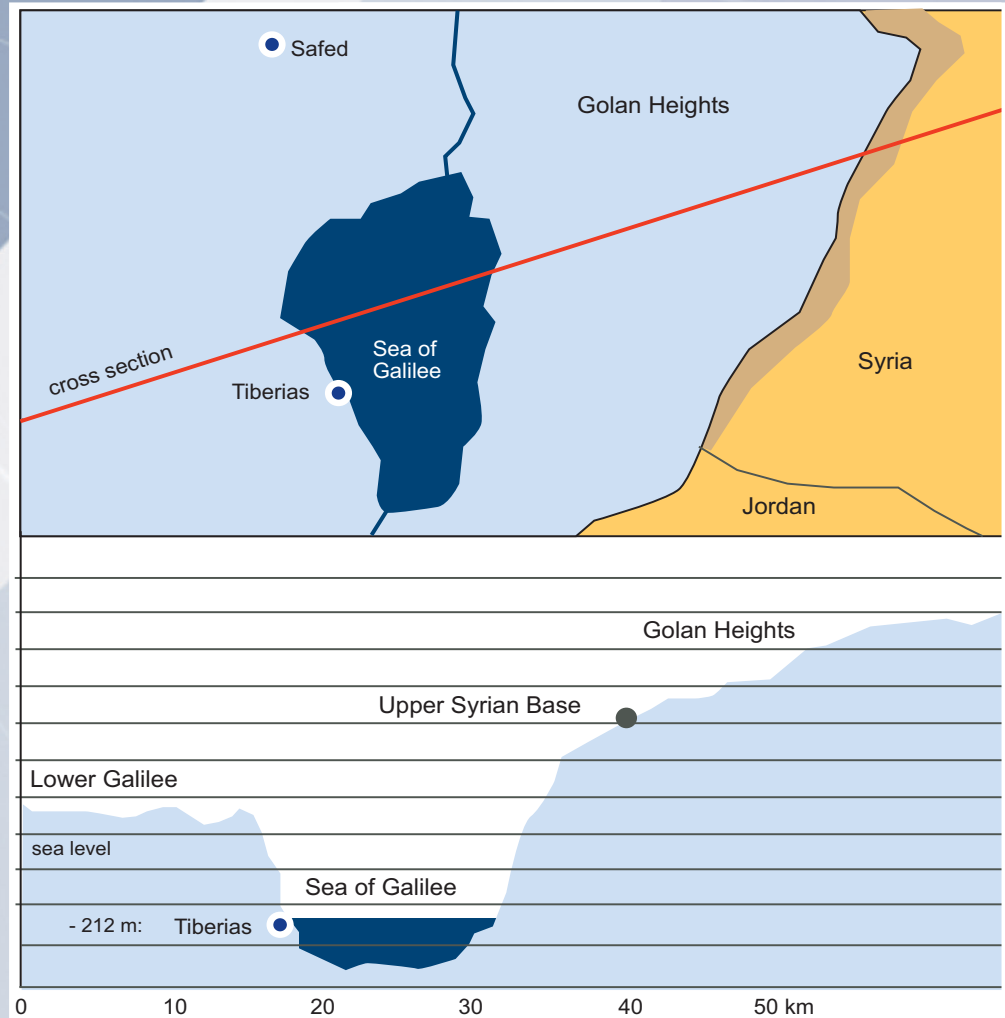 Safed
Golan Heights
cross section
Sea of
Galilee
Tiberias
Syria
Jordan
Golan Heights
Upper Syrian Base
Lower Galilee
sea level
Sea of Galilee
- 212 m: Tiberias
0 10 20 30 40 50 km